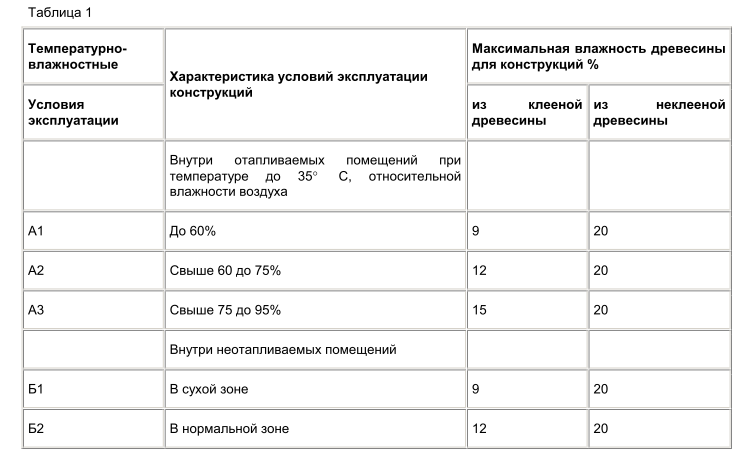 Таблица 1
Температурно-
влажностные
Характеристика условий эксплуатации
конструкций
Максимальная влажность древесины
для конструкций %
Условия
эксплуатации
из клееной
древесины
из неклееной
древесины
Внутри отапливаемых помещений при
температуре до 35° С, относительной
влажности воздуха
А1 До 60% 9 20
А2 Свыше 60 до 75% 12 20
А3 Свыше 75 до 95% 15 20
Внутри неотапливаемых помещений
Б1 В сухой зоне 9 20
Б2 В нормальной зоне 12 20